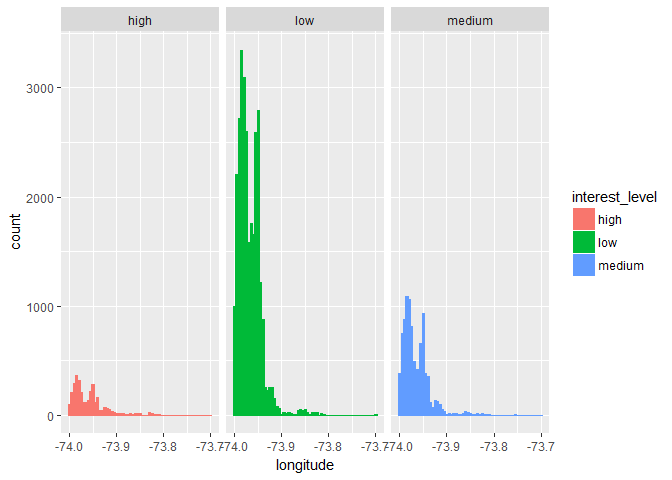 high low medium
3000
2000
1000
0
count
-74.0 -73.9 -73.8 -73.7 -74.0 -73.9 -73.8 -73.7 -74.0 -73.9 -73.8 -73.7
longitude
interest_level
high
low
medium